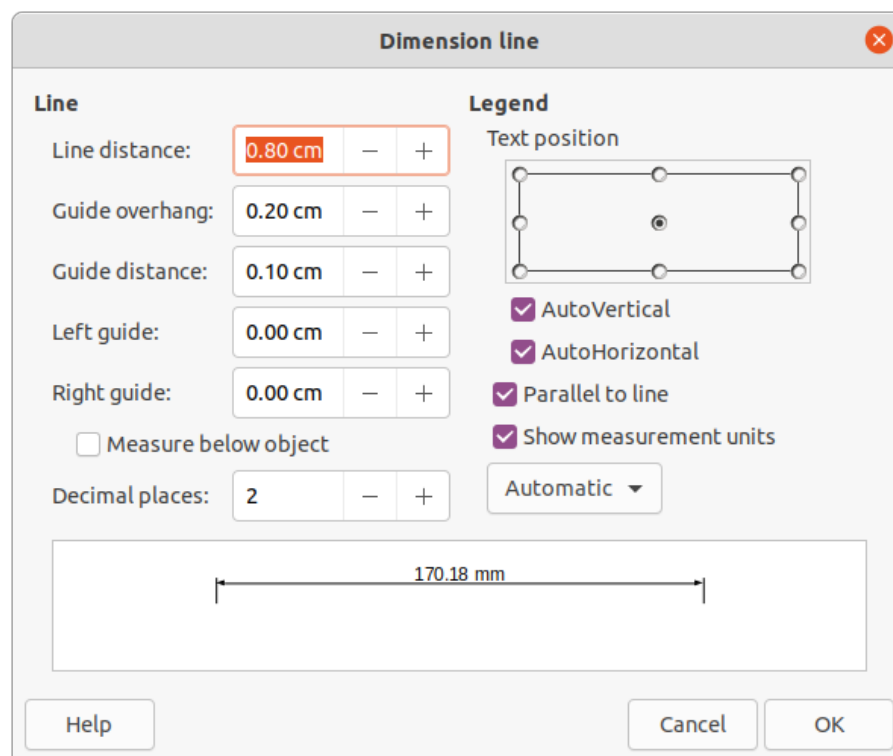 Dimension line
Line
Line distance: 0.80 cm
Guide overhang: 0.20 cm
Guide distance: 0.10 cm
Left guide: 0.00 cm
Right guide: 0.00 cm
Measure below object
Decimal places: 2
Legend
Text position
AutoVertical
AutoHorizontal
Parallel to line
Show measurement units
Automatic
170.18 mm
Help Cancel OK